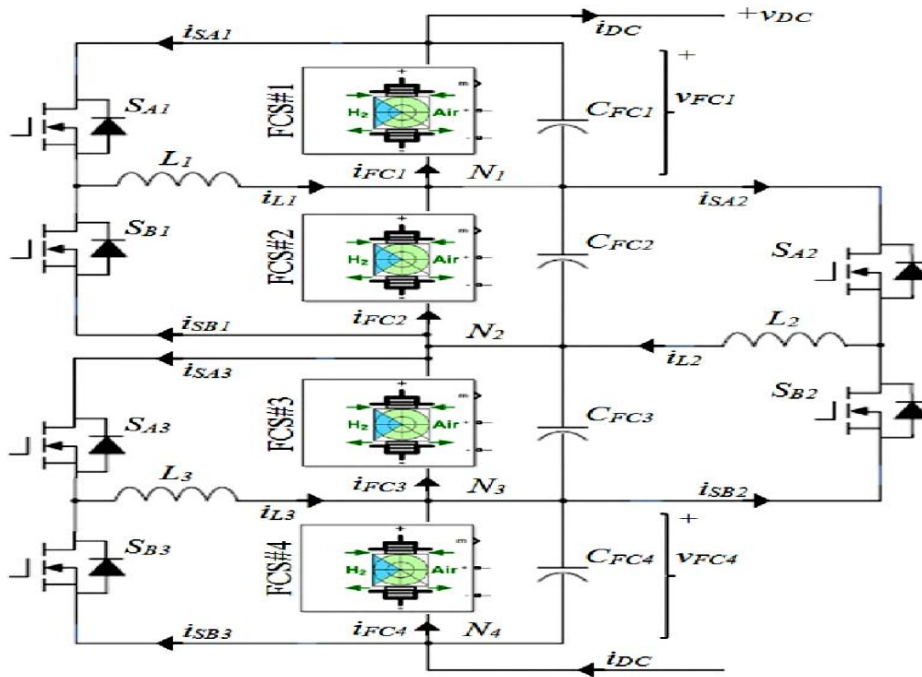 iSA1
iDC
+vDC
SA1
FCS#1
+
m
H2
Air
CFC1
+
vFC1
L1
iFC1
N1
iL1
iSA2
SB1
FCS#2
+
m
H2
Air
CFC2
SA2
iSB1
iFC2
N2
L2
iSA3
iL2
SA3
FCS#3
+
m
H2
Air
CFC3
SB2
L3
iFC3
N3
iL3
iSB2
SB3
FCS#4
+
m
H2
Air
CFC4
+
vFC4
iSB3
iFC4
N4
iDC